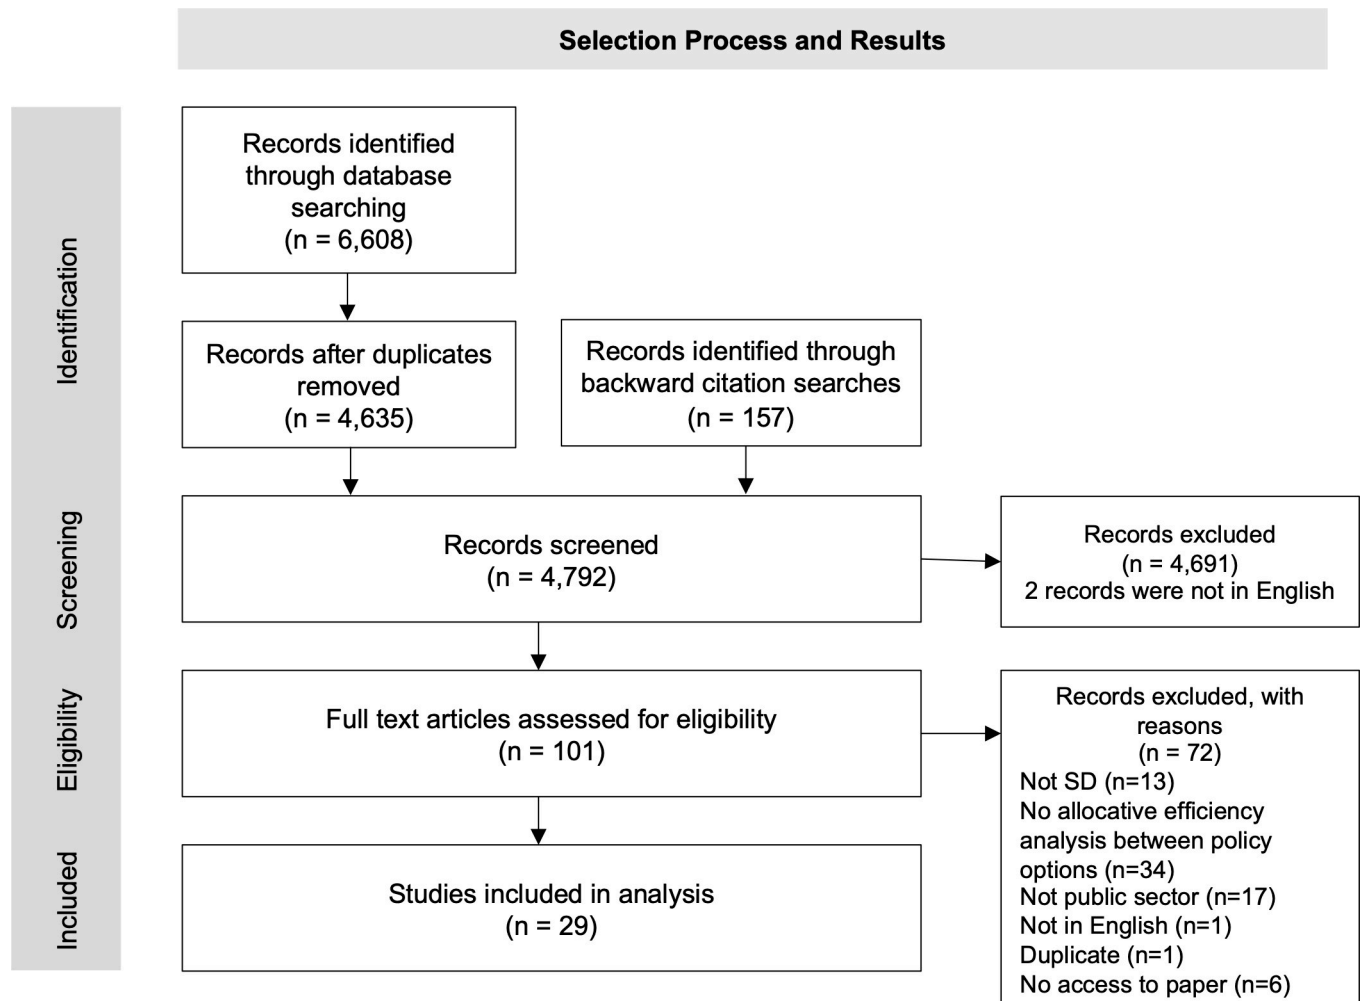 Selection Process and Results
Identification
Records identified
through database
searching
(n = 6,608)
Records after duplicates
removed
(n = 4,635)
Records identified through
backward citation searches
(n = 157)
Screening
Records screened
(n = 4,792)
Records excluded
(n = 4,691)
2 records were not in English
Eligibility
Full text articles assessed for eligibility
(n = 101)
Records excluded, with
reasons
(n = 72)
Not SD (n=13)
No allocative efficiency
analysis between policy
options (n=34)
Not public sector (n=17)
Not in English (n=1)
Duplicate (n=1)
No access to paper (n=6)
Included
Studies included in analysis
(n = 29)